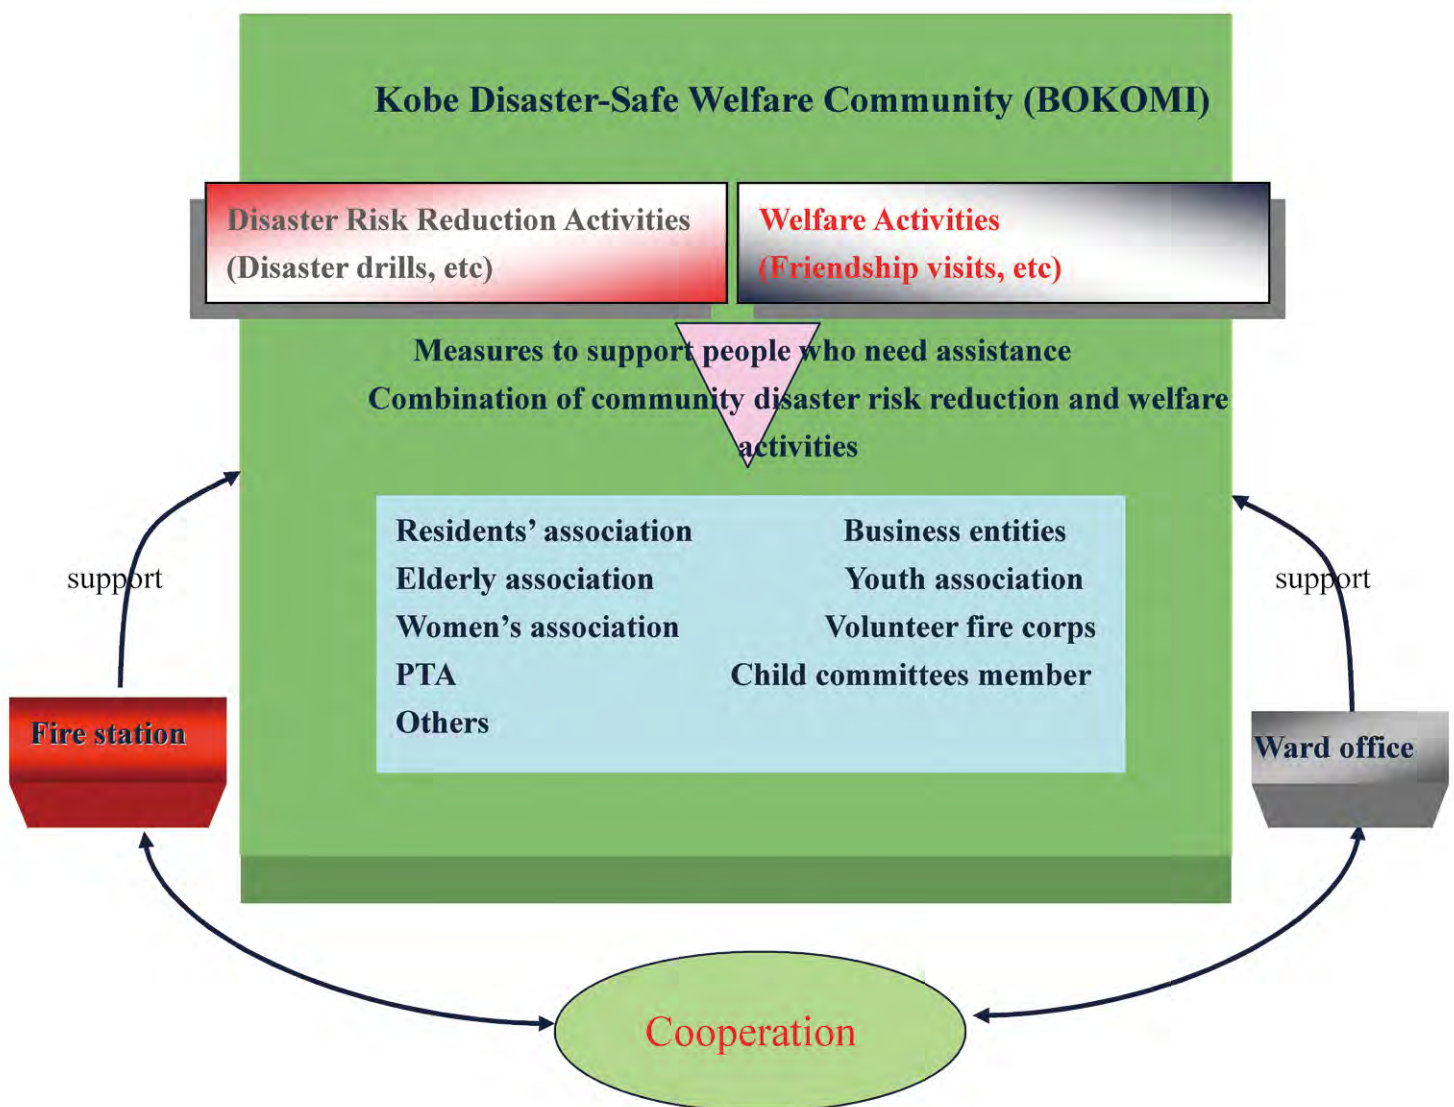 Kobe Disaster-Safe Welfare Community (BOKOMI)
Disaster Risk Reduction Activities
(Disaster drills, etc)
Welfare Activities
(Friendship visits, etc)
Measures to support people who need assistance
Combination of community disaster risk reduction and welfare
activities
Residents’ association Business entities
Elderly association Youth association
Women’s association Volunteer fire corps
PTA Child committees member
Others
support
support
Fire station
Ward office
Cooperation